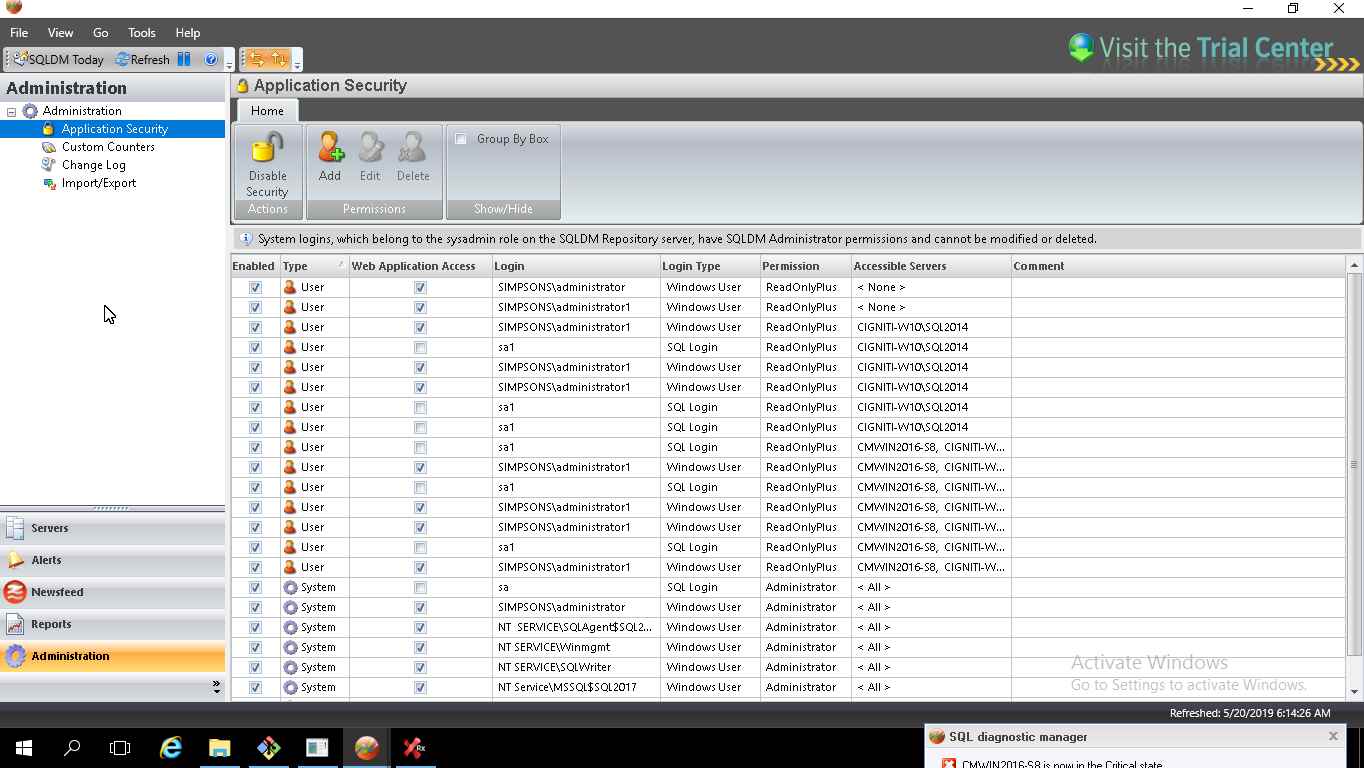 File View Go Tools Help
SQLDM Today Refresh
Visit the Trial Center
Administration
Administration
Application Security
Custom Counters
Change Log
Import/Export
Servers
Alerts
Newsfeed
Reports
Administration
Application Security
Home
Disable Security
Actions
Add Edit Delete
Permissions
Group By Box
Show/Hide
System logins, which belong to the sysadmin role on the SQLDM Repository server, have SQLDM Administrator permissions and cannot be modified or deleted.
Enabled Type Web Application Access Login Login Type Permission Accessible Servers Comment
User SIMPSONS\administrator Windows User ReadOnlyPlus < None >
User SIMPSONS\administrator1 Windows User ReadOnlyPlus < None >
User SIMPSONS\administrator1 Windows User ReadOnlyPlus CIGNITI-W10\SQL2014
User sa1 SQL Login ReadOnlyPlus CIGNITI-W10\SQL2014
User SIMPSONS\administrator1 Windows User ReadOnlyPlus CIGNITI-W10\SQL2014
User SIMPSONS\administrator1 Windows User ReadOnlyPlus CIGNITI-W10\SQL2014
User sa1 SQL Login ReadOnlyPlus CIGNITI-W10\SQL2014
User sa1 SQL Login ReadOnlyPlus CIGNITI-W10\SQL2014
User sa1 SQL Login ReadOnlyPlus CMWIN2016-S8, CIGNITI-W...
User SIMPSONS\administrator1 Windows User ReadOnlyPlus CMWIN2016-S8, CIGNITI-W...
User sa1 SQL Login ReadOnlyPlus CMWIN2016-S8, CIGNITI-W...
User SIMPSONS\administrator1 Windows User ReadOnlyPlus CMWIN2016-S8, CIGNITI-W...
User SIMPSONS\administrator1 Windows User ReadOnlyPlus CMWIN2016-S8, CIGNITI-W...
User sa1 SQL Login ReadOnlyPlus CMWIN2016-S8, CIGNITI-W...
User SIMPSONS\administrator1 Windows User ReadOnlyPlus CMWIN2016-S8, CIGNITI-W...
System sa SQL Login Administrator < All >
System SIMPSONS\administrator Windows User Administrator < All >
System NT SERVICE\SQLAgent$SQL2... Windows User Administrator < All >
System NT SERVICE\Winmgmt Windows User Administrator < All >
System NT SERVICE\SQLWriter Windows User Administrator < All >
System NT Service\MSSQL$SQL2017 Windows User Administrator < All >
Activate Windows
Go to Settings to activate Windows.
Refreshed: 5/20/2019 6:14:26 AM
Rx
SQL diagnostic manager
CMWIN2016-S8 is now in the Critical state